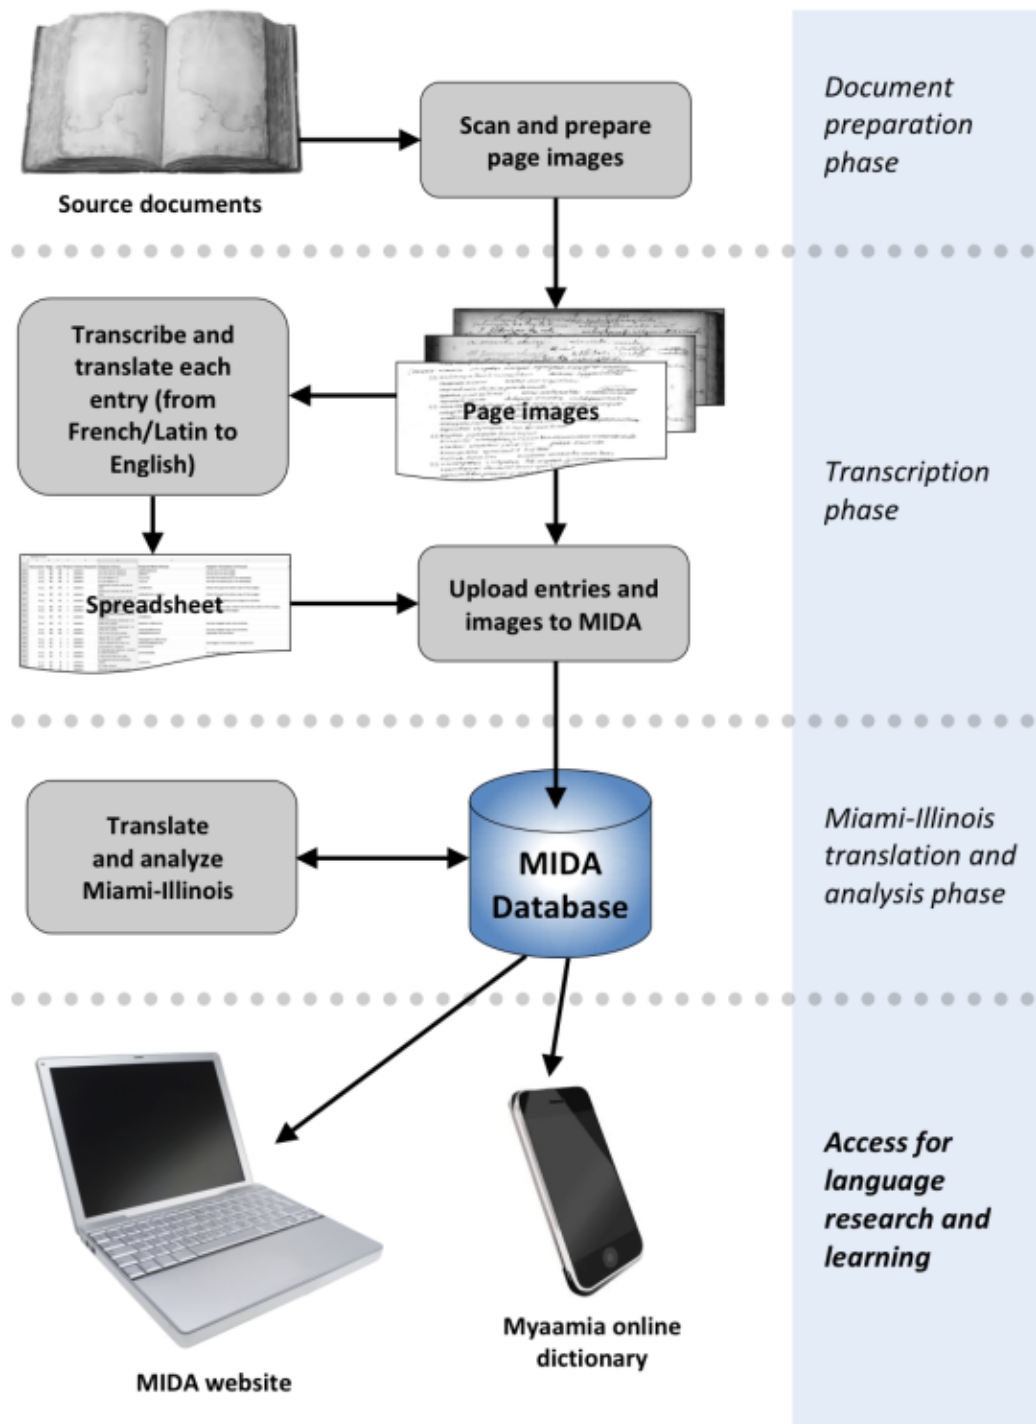 Document
preparation
phase
Scan and prepare
page images
Source documents
Transcribe and
translate each
entry (from
French/Latin to
English)
Page images
Transcription
phase
Spreadsheet
Upload entries and
images to MIDA
Translate
and analyze
Miami-Illinois
MIDA
Database
Miami-Illinois
translation and
analysis phase
Access for
language
research and
learning
Myaamia online
dictionary
MIDA website